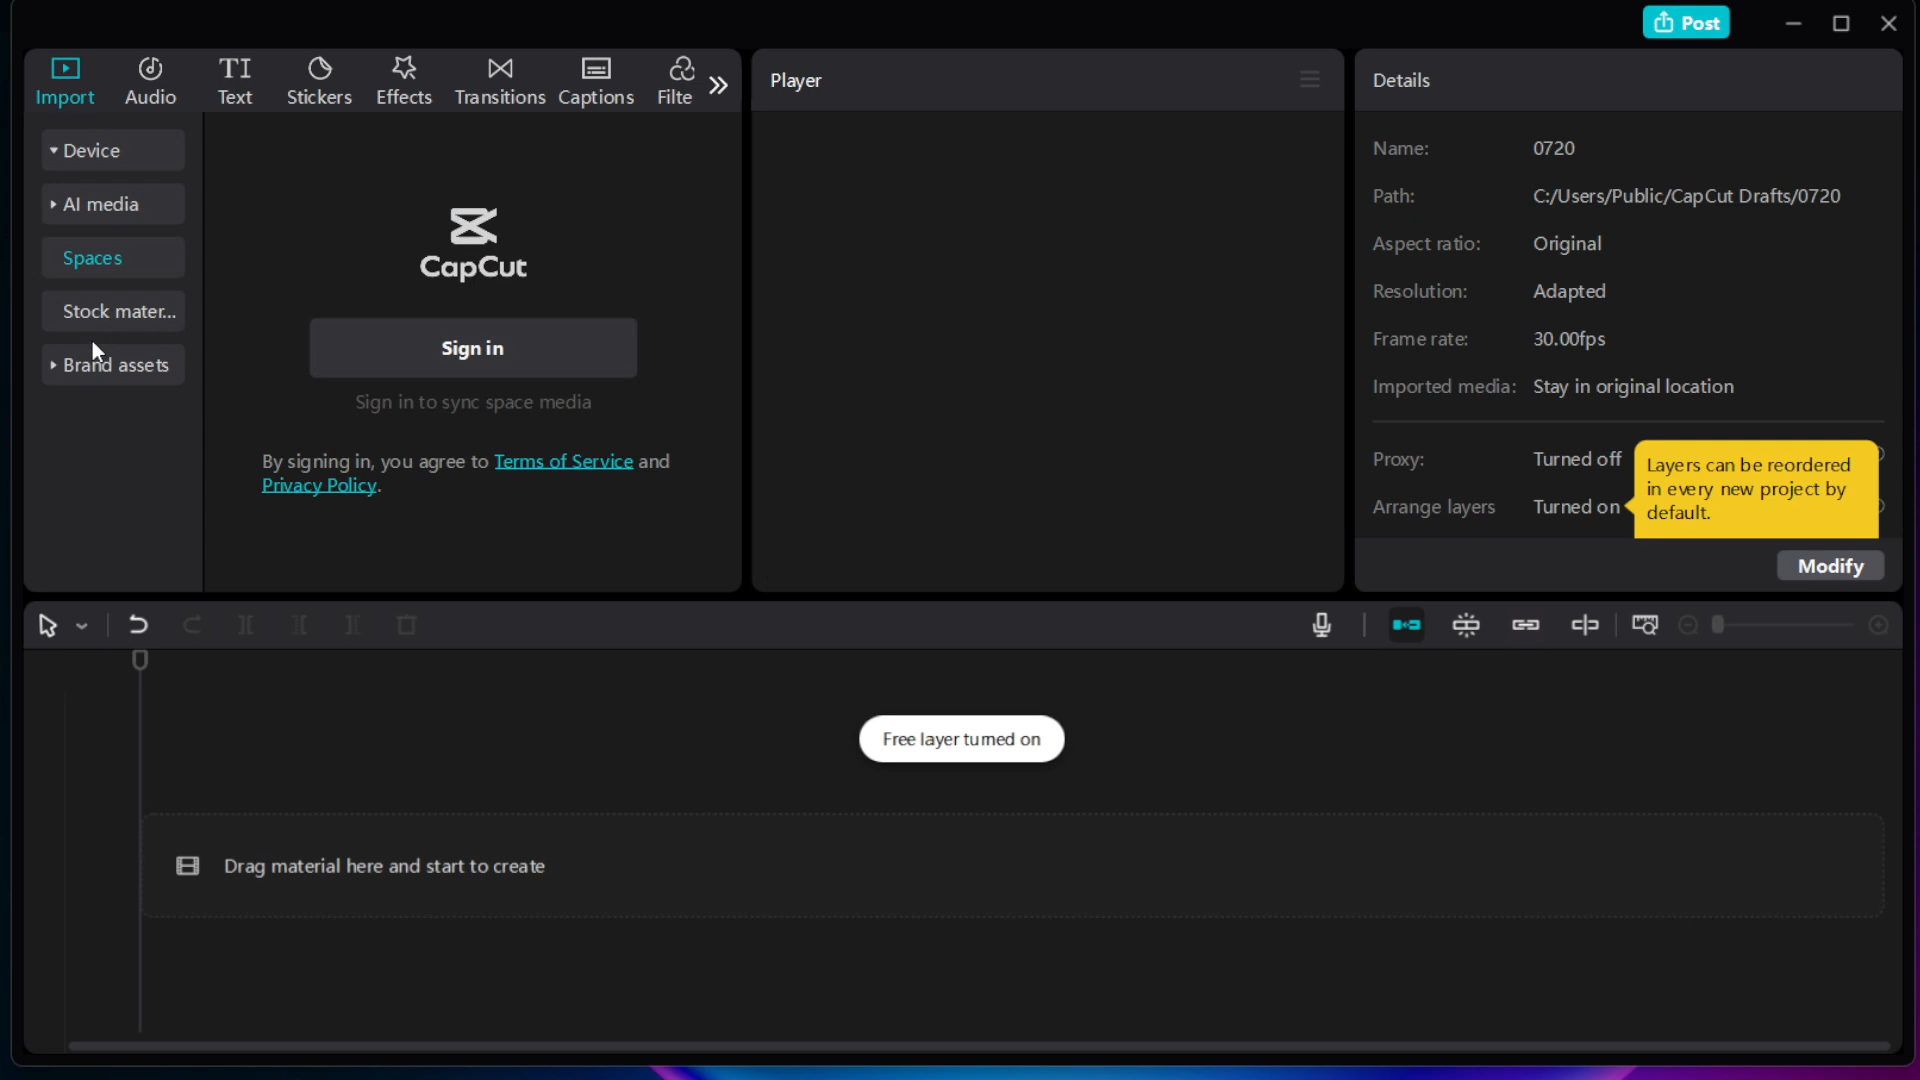 Post
Import
Audio
Text
Stickers
Effects
Transitions
Captions
Filte
Player
Details
Device
AI media
Spaces
Stock mater...
Brand assets
CapCut
Sign in
Sign in to sync space media
By signing in, you agree to Terms of Service and
Privacy Policy.
Name: 0720
Path: C:/Users/Public/CapCut Drafts/0720
Aspect ratio: Original
Resolution: Adapted
Frame rate: 30.00fps
Imported media: Stay in original location
Proxy: Turned off
Arrange layers Turned on
Layers can be reordered
in every new project by
default.
Modify
Free layer turned on
Drag material here and start to create